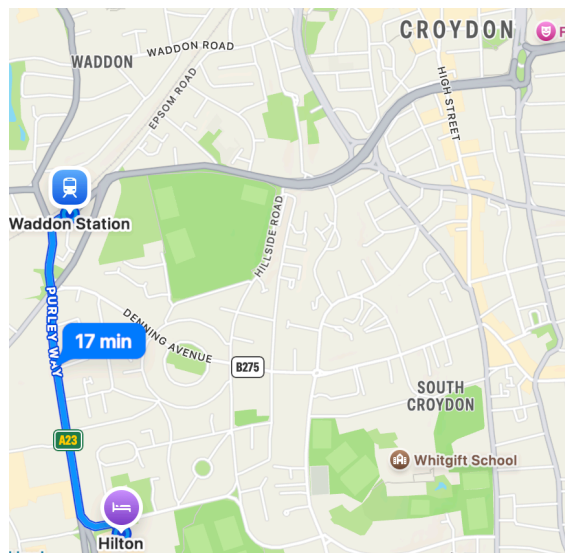 CROYDON
F
WADDON
WADDON ROAD
EPSOM ROAD
HIGH STREET
Waddon Station
HILLSIDE ROAD
PURLEY WAY
DENNING AVENUE
17 min
B275
SOUTH
CROYDON
A23
Whitgift School
Hilton